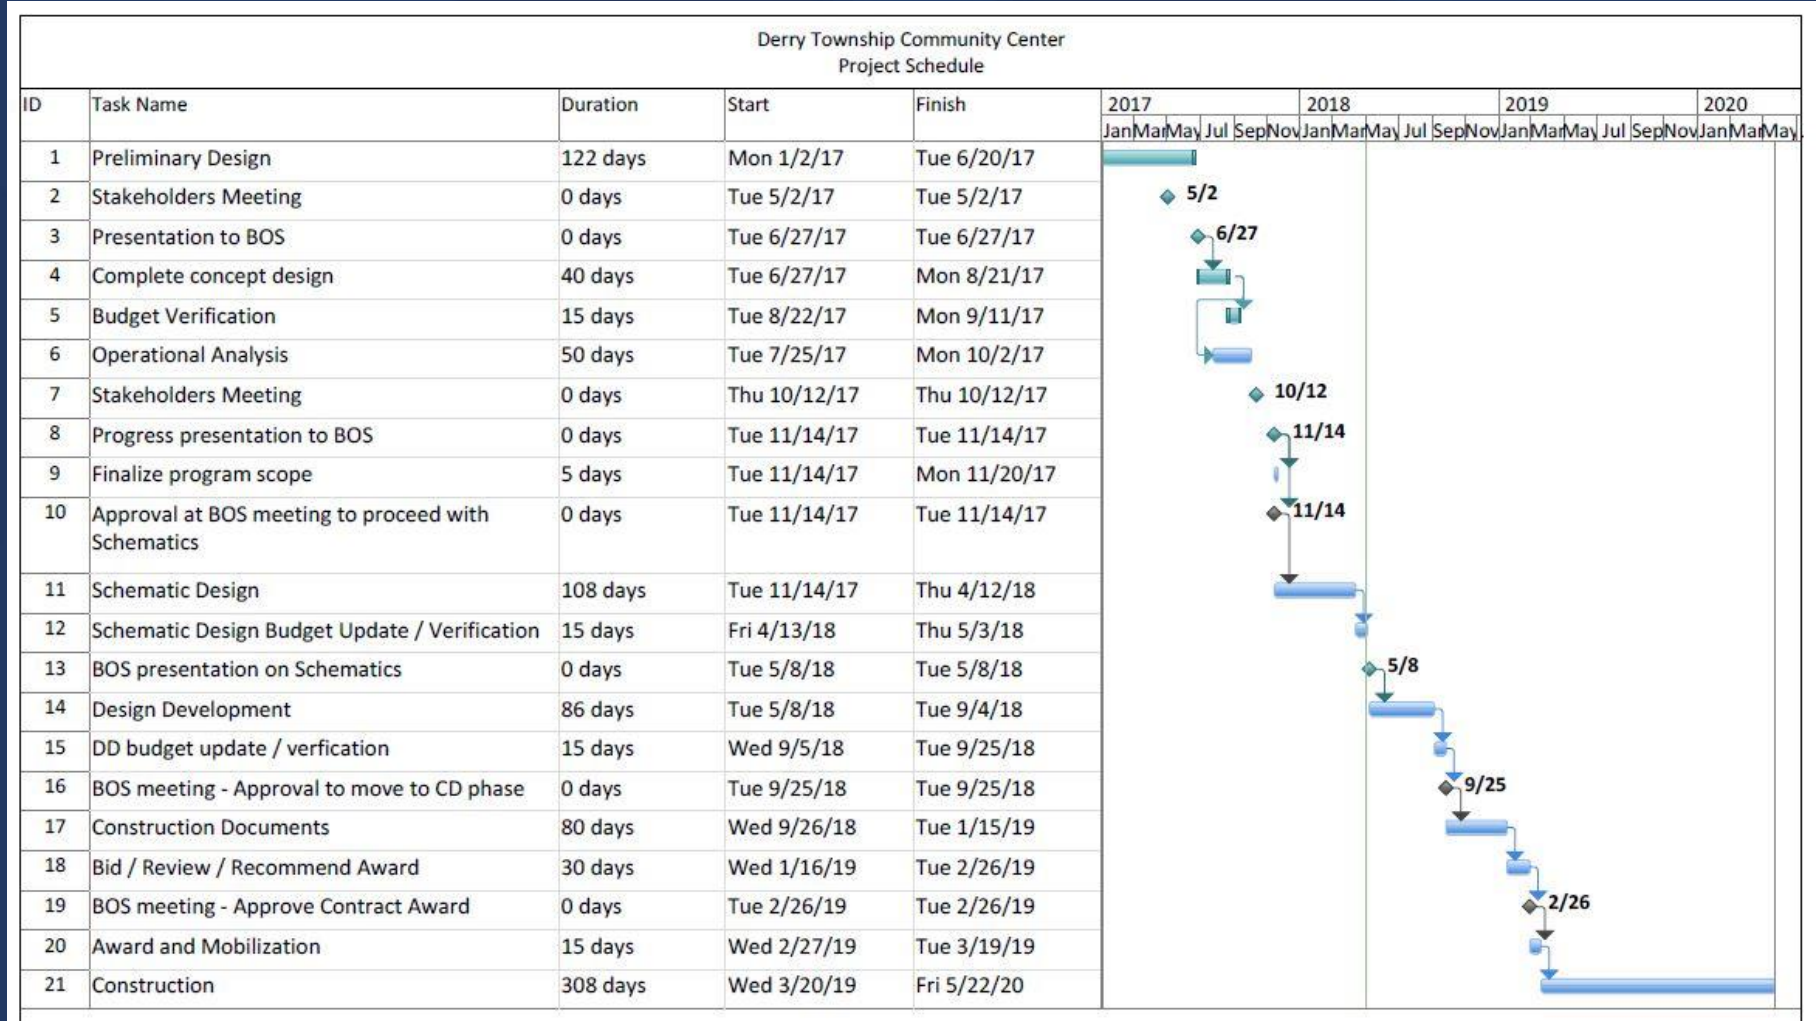 Derry Township Community Center
Project Schedule
ID Task Name Duration Start Finish 2017 2018 2019 2020
Jan Mar May Jul Sep Nov Jan Mar May Jul Sep Nov Jan Mar May Jul Sep Nov Jan Mar May
1 Preliminary Design 122 days Mon 1/2/17 Tue 6/20/17
2 Stakeholders Meeting 0 days Tue 5/2/17 Tue 5/2/17 5/2
3 Presentation to BOS 0 days Tue 6/27/17 Tue 6/27/17 6/27
4 Complete concept design 40 days Tue 6/27/17 Mon 8/21/17
5 Budget Verification 15 days Tue 8/22/17 Mon 9/11/17
6 Operational Analysis 50 days Tue 7/25/17 Mon 10/2/17
7 Stakeholders Meeting 0 days Thu 10/12/17 Thu 10/12/17 10/12
8 Progress presentation to BOS 0 days Tue 11/14/17 Tue 11/14/17 11/14
9 Finalize program scope 5 days Tue 11/14/17 Mon 11/20/17
10 Approval at BOS meeting to proceed with 0 days Tue 11/14/17 Tue 11/14/17 11/14
Schematics
11 Schematic Design 108 days Tue 11/14/17 Thu 4/12/18
12 Schematic Design Budget Update / Verification 15 days Fri 4/13/18 Thu 5/3/18
13 BOS presentation on Schematics 0 days Tue 5/8/18 Tue 5/8/18 5/8
14 Design Development 86 days Tue 5/8/18 Tue 9/4/18
15 DD budget update / verfication 15 days Wed 9/5/18 Tue 9/25/18
16 BOS meeting - Approval to move to CD phase 0 days Tue 9/25/18 Tue 9/25/18 9/25
17 Construction Documents 80 days Wed 9/26/18 Tue 1/15/19
18 Bid / Review / Recommend Award 30 days Wed 1/16/19 Tue 2/26/19
19 BOS meeting - Approve Contract Award 0 days Tue 2/26/19 Tue 2/26/19 2/26
20 Award and Mobilization 15 days Wed 2/27/19 Tue 3/19/19
21 Construction 308 days Wed 3/20/19 Fri 5/22/20